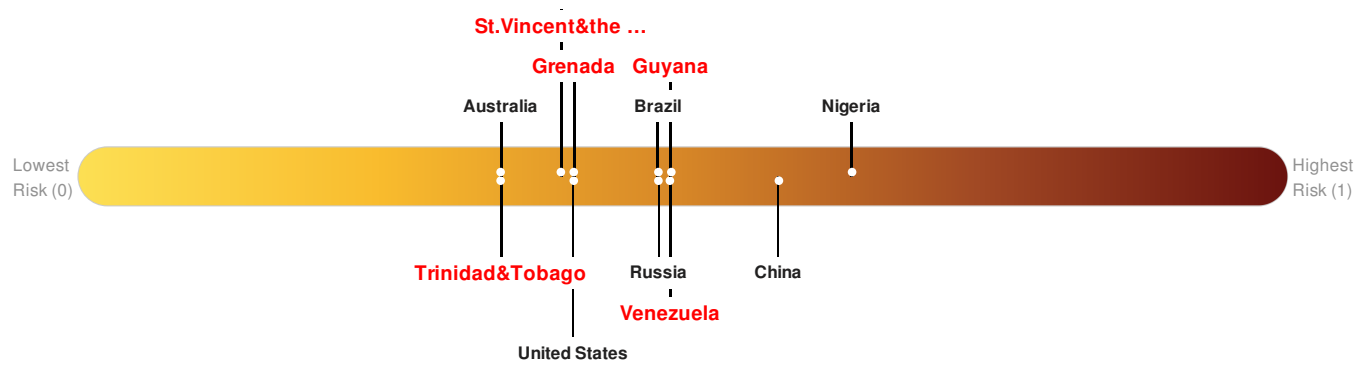 St.Vincent&the ...
Grenada
Guyana
Australia
Brazil
Nigeria
Lowest
Risk (0)
Highest
Risk (1)
Trinidad&Tobago
Russia
China
Venezuela
United States